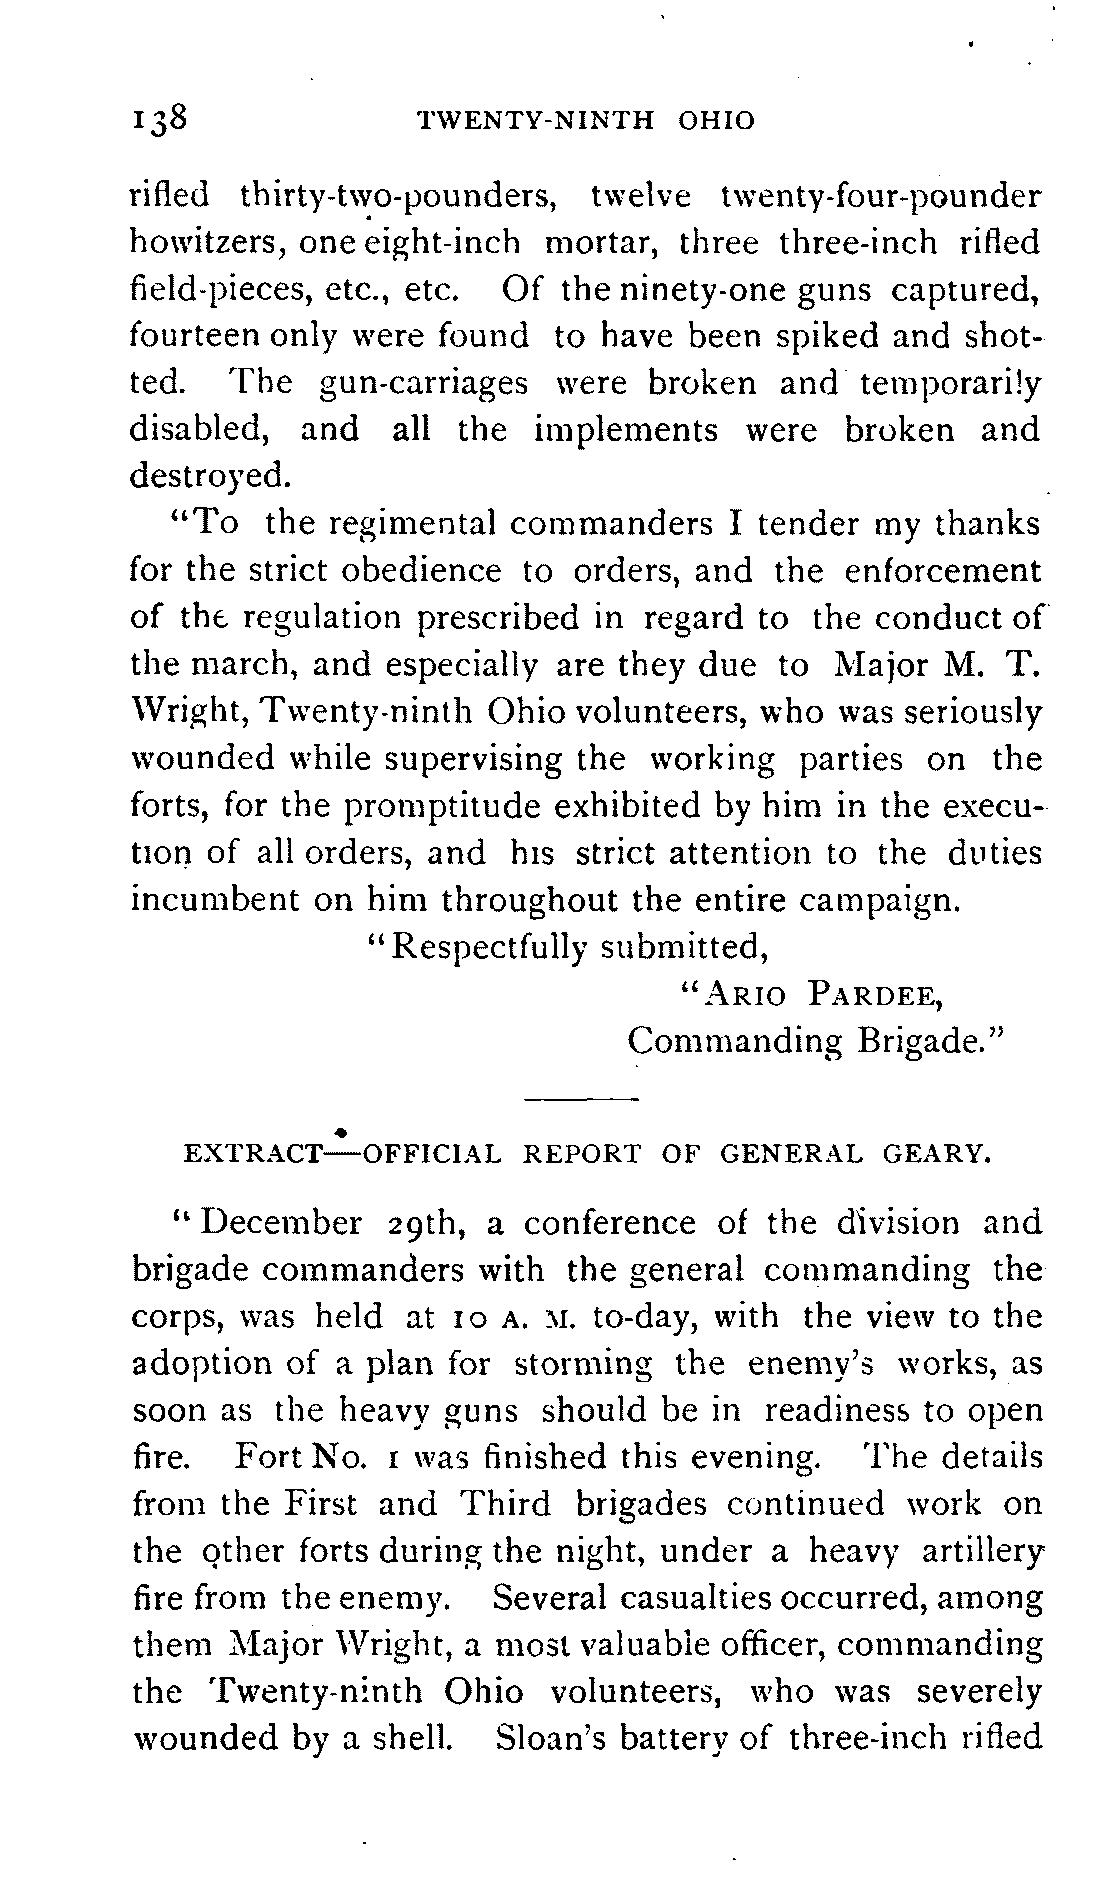 138 TWENTY-NINTH OHIO
rifled thirty-two-pounders, twelve twenty-four-pounder
howitzers, one eight-inch mortar, three three-inch rifled
field-pieces, etc., etc. Of the ninety-one guns captured,
fourteen only were found to have been spiked and shot-
ted. The gun-carriages were broken and temporarily
disabled, and all the implements were broken and
destroyed.
"To the regimental commanders I tender my thanks
for the strict obedience to orders, and the enforcement
of the regulation prescribed in regard to the conduct of
the march, and especially are they due to Major M. T.
Wright, Twenty-ninth Ohio volunteers, who was seriously
wounded while supervising the working parties on the
forts, for the promptitude exhibited by him in the execu-
tion of all orders, and his strict attention to the duties
incumbent on him throughout the entire campaign.
"Respectfully submitted,
"ARIO PARDEE,
Commanding Brigade."
EXTRACT—OFFICIAL REPORT OF GENERAL GEARY.
"December 29th, a conference of the division and
brigade commanders with the general commanding the
corps, was held at 10 A. M. to-day, with the view to the
adoption of a plan for storming the enemy's works, as
soon as the heavy guns should be in readiness to open
fire. Fort No. 1 was finished this evening. The details
from the First and Third brigades continued work on
the other forts during the night, under a heavy artillery
fire from the enemy. Several casualties occurred, among
them Major Wright, a most valuable officer, commanding
the Twenty-ninth Ohio volunteers, who was severely
wounded by a shell. Sloan's battery of three-inch rifled